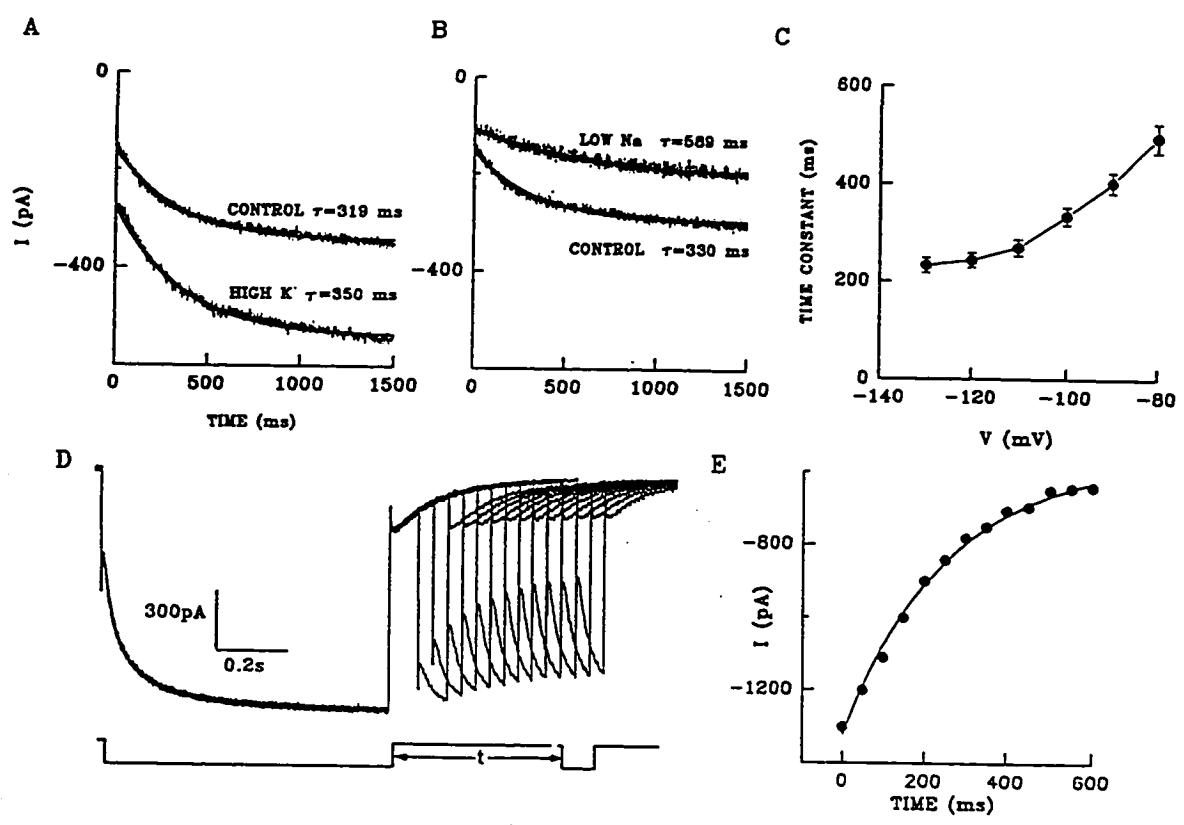 A
0
I (pA)
-400
CONTROL τ=319 ms
HIGH K⁺ τ=350 ms
0 500 1000 1500
TIME (ms)
B
0
-400
LOW Na τ=589 ms
CONTROL τ=330 ms
0 500 1000 1500
C
600
400
200
0
TIME CONSTANT (ms)
-140 -120 -100 -80
V (mV)
D
300pA
0.2s
t
E
-800
-1200
I (pA)
0 200 400 600
TIME (ms)